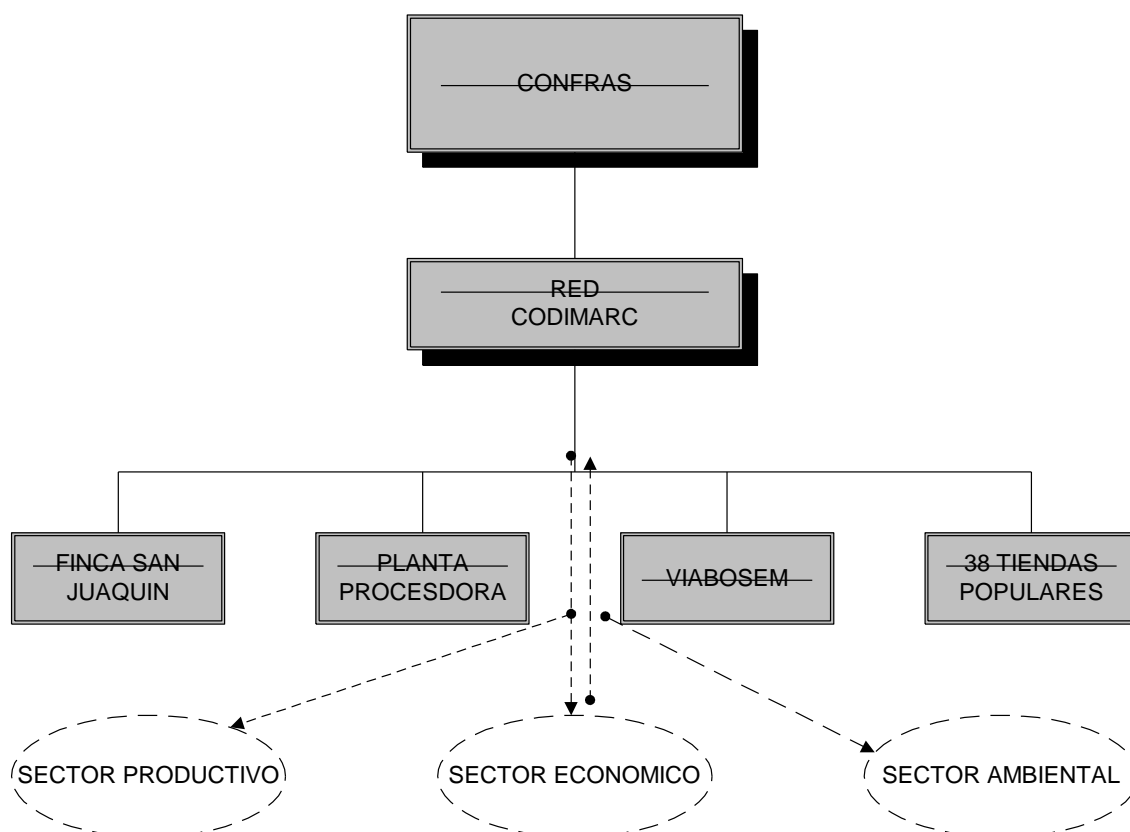 CONFRAS
RED
CODIMARC
FINCA SAN
JUAQUIN
PLANTA
PROCESDORA
VIABOSEM
38 TIENDAS
POPULARES
SECTOR PRODUCTIVO
SECTOR ECONOMICO
SECTOR AMBIENTAL